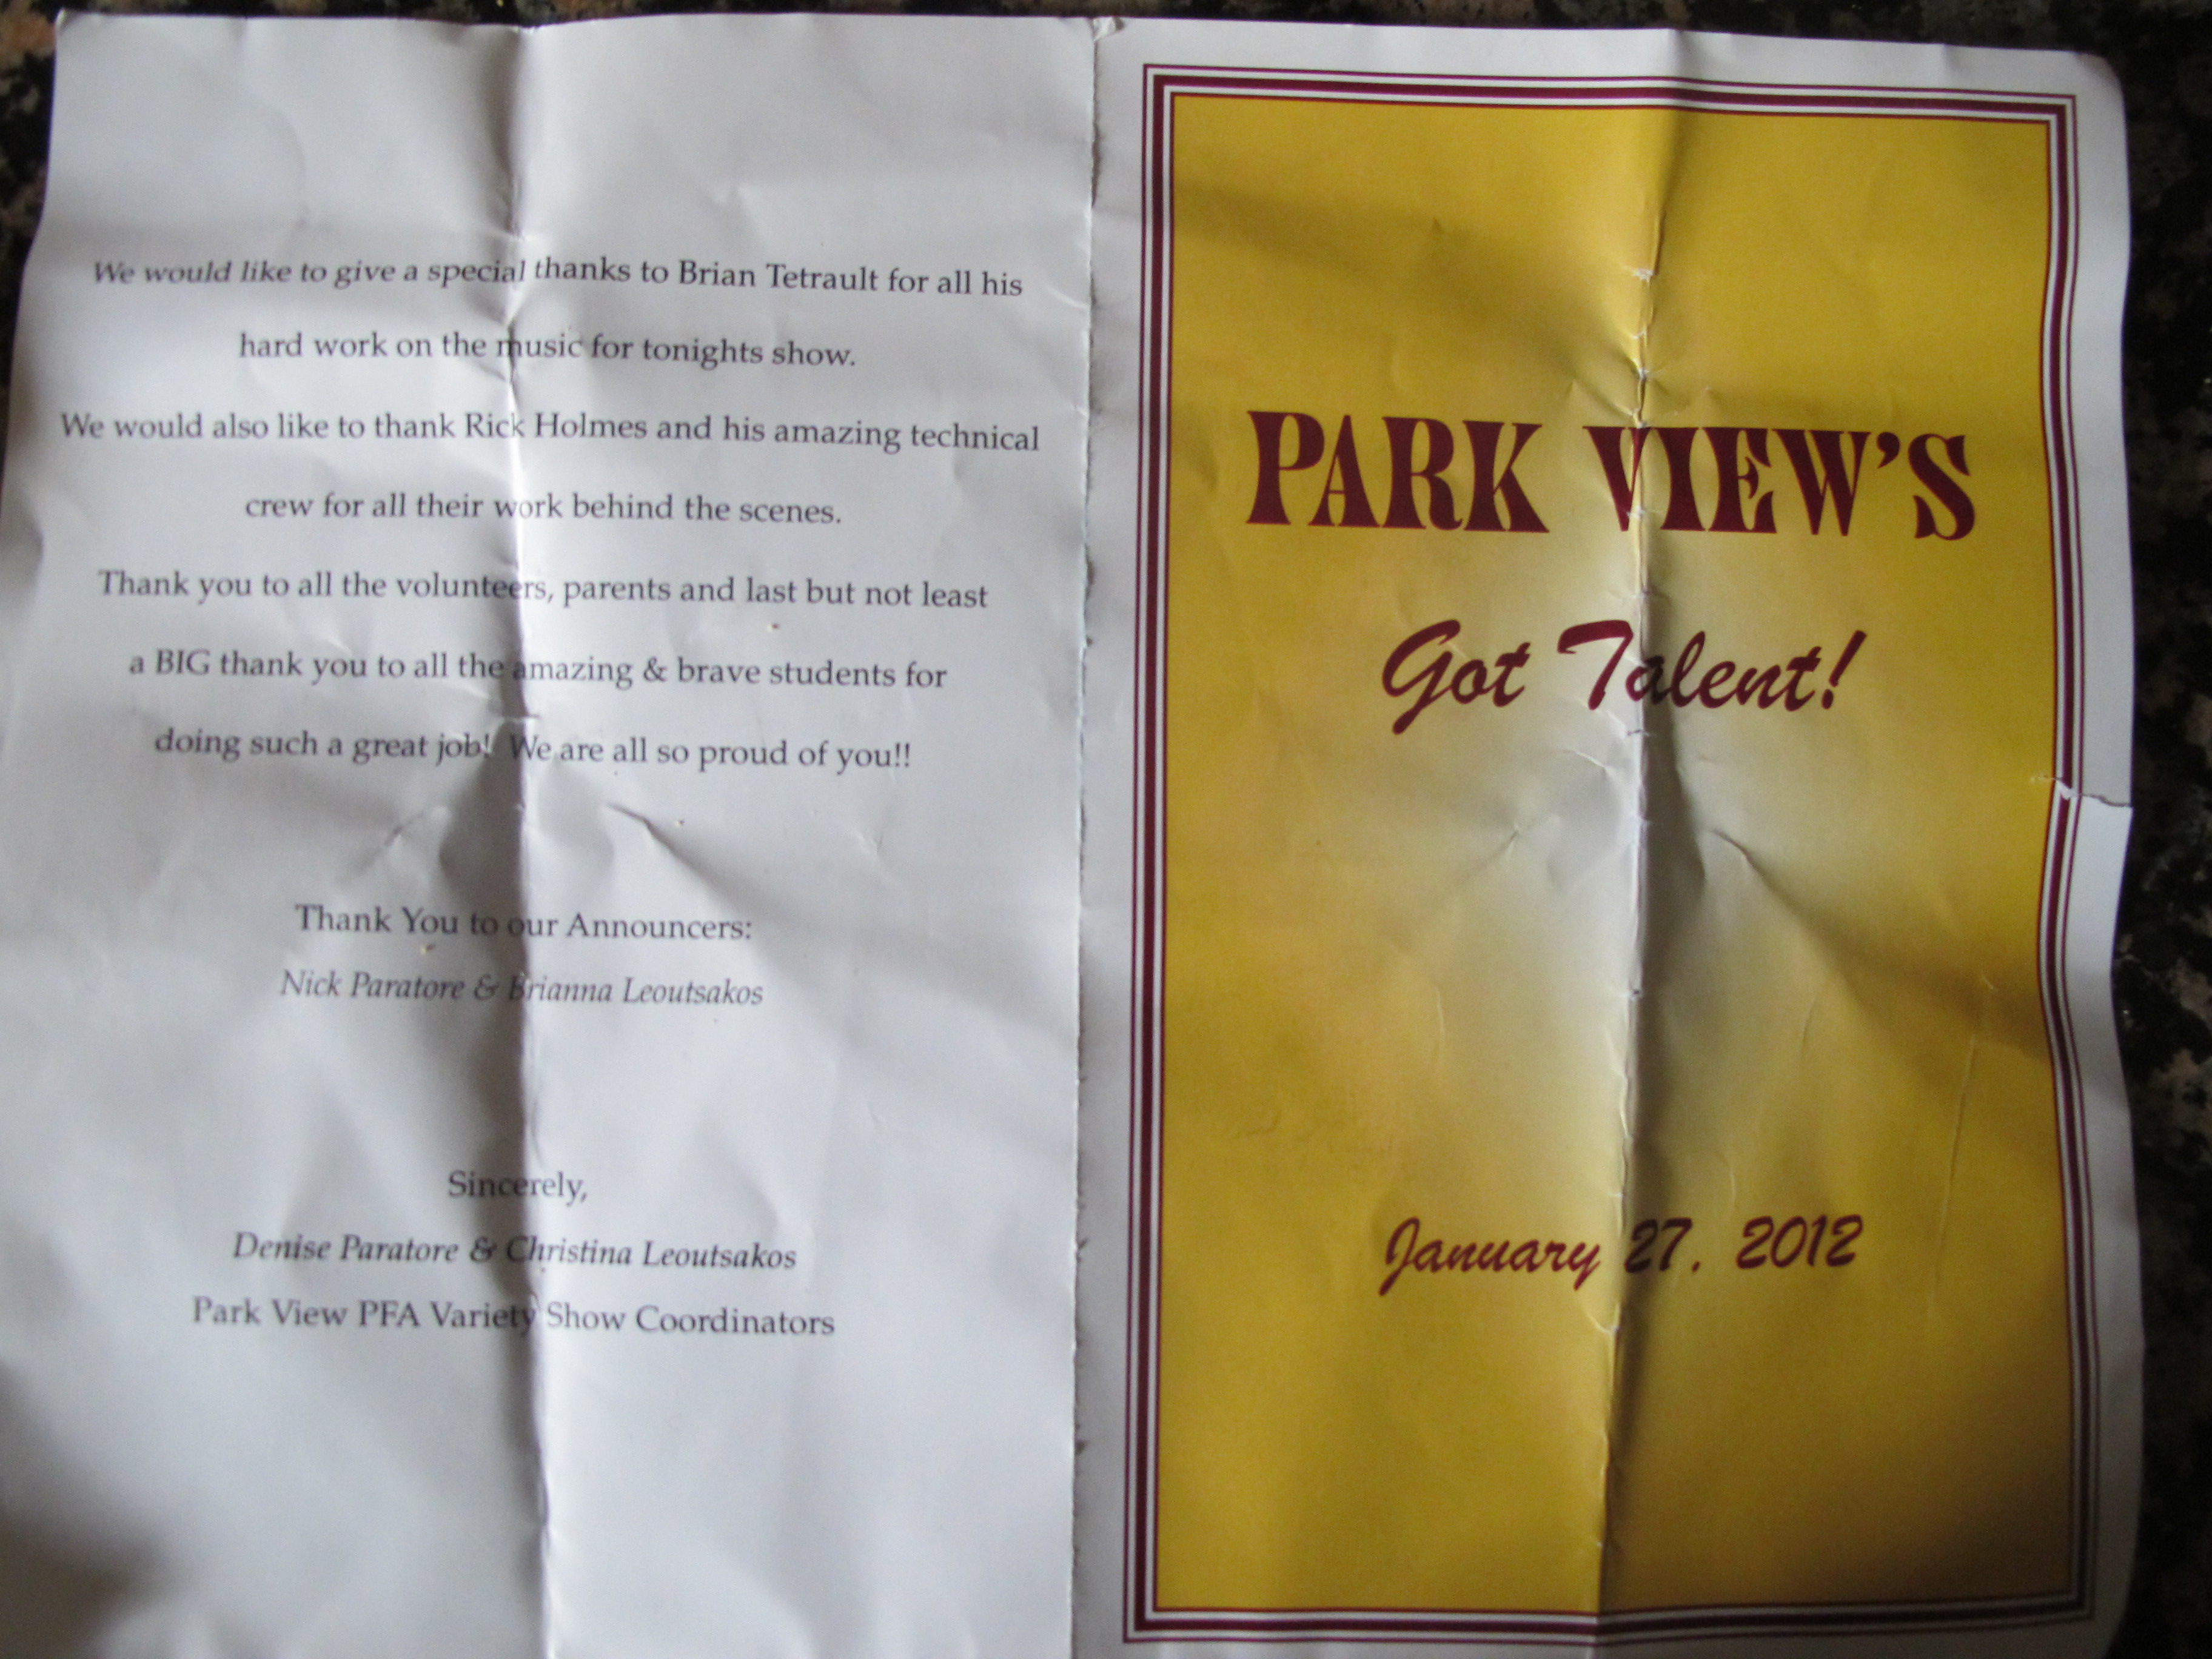 We would like to give a special thanks to Brian Tetrault for all his
hard work on the music for tonights show.
We would also like to thank Rick Holmes and his amazing technical
crew for all their work behind the scenes.
Thank you to all the volunteers, parents and last but not least
a BIG thank you to all the amazing & brave students for
doing such a great job! We are all so proud of you!!
Thank You to our Announcers:
Nick Paratore & Brianna Leoutsakos
Sincerely,
Denise Paratore & Christina Leoutsakos
Park View PFA Variety Show Coordinators
PARK VIEW'S
Got Talent!
January 27, 2012